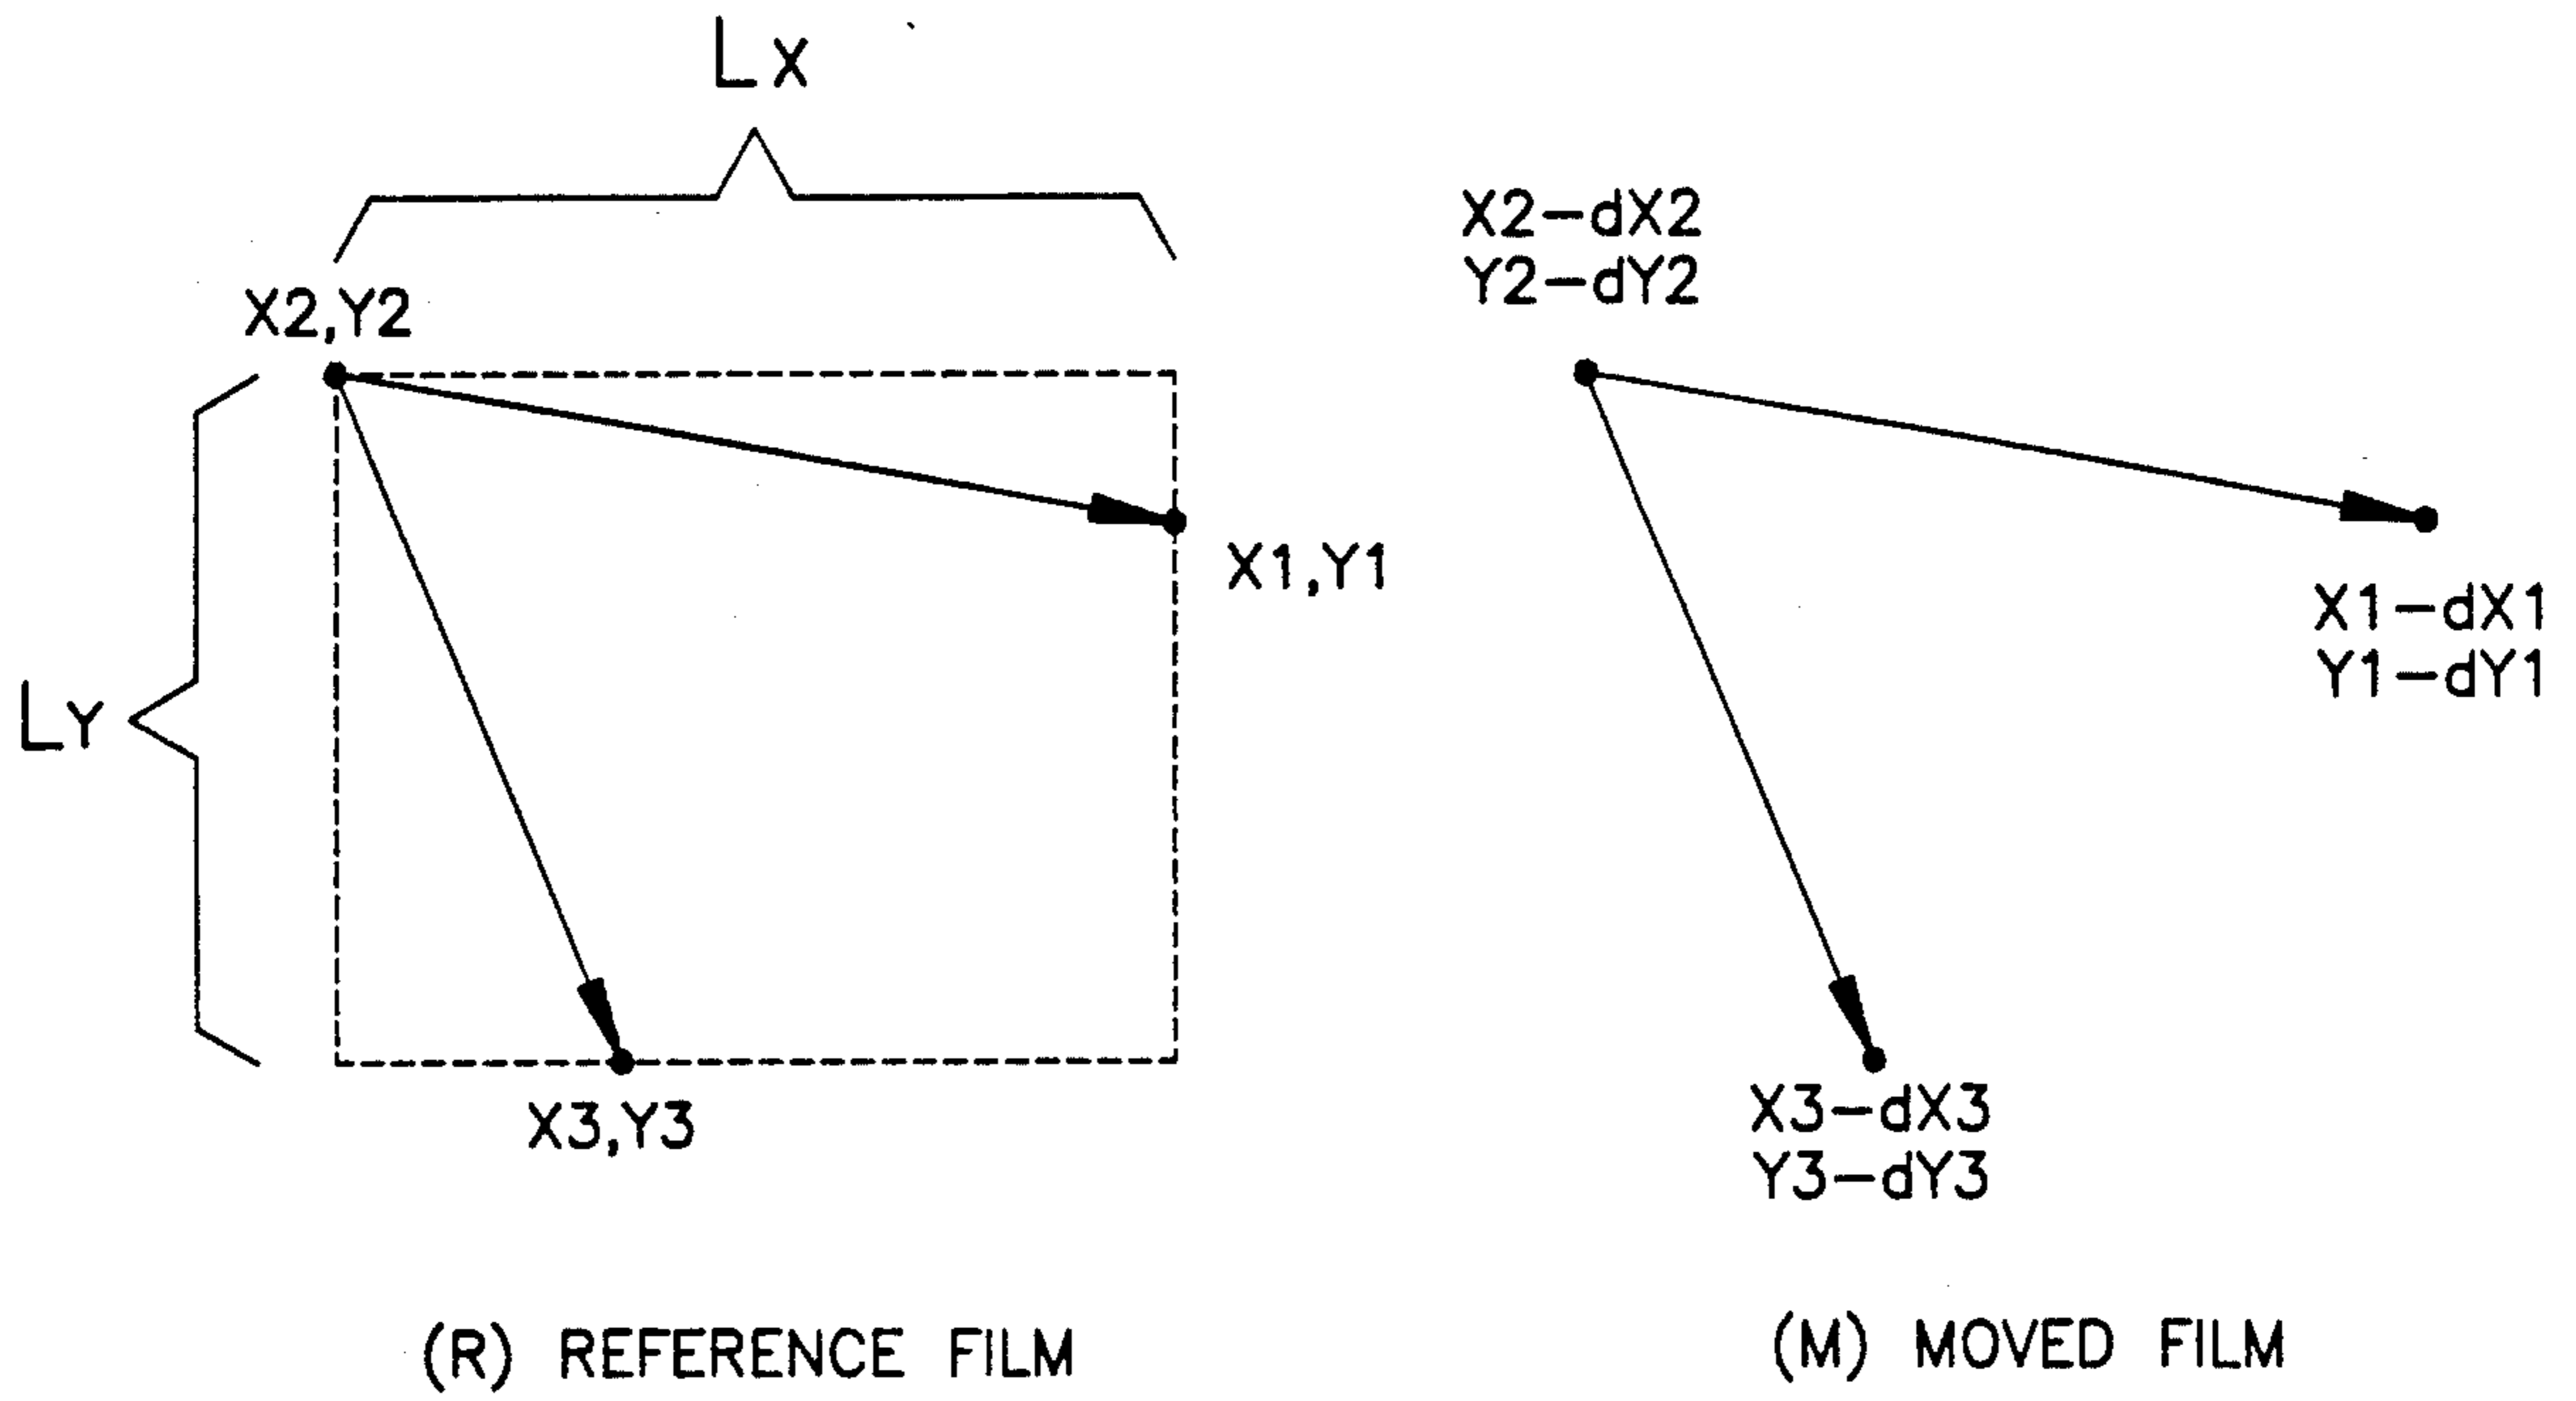 LX
X2,Y2
X1,Y1
LY
X3,Y3
(R) REFERENCE FILM
X2-dX2
Y2-dY2
X1-dX1
Y1-dY1
X3-dX3
Y3-dY3
(M) MOVED FILM